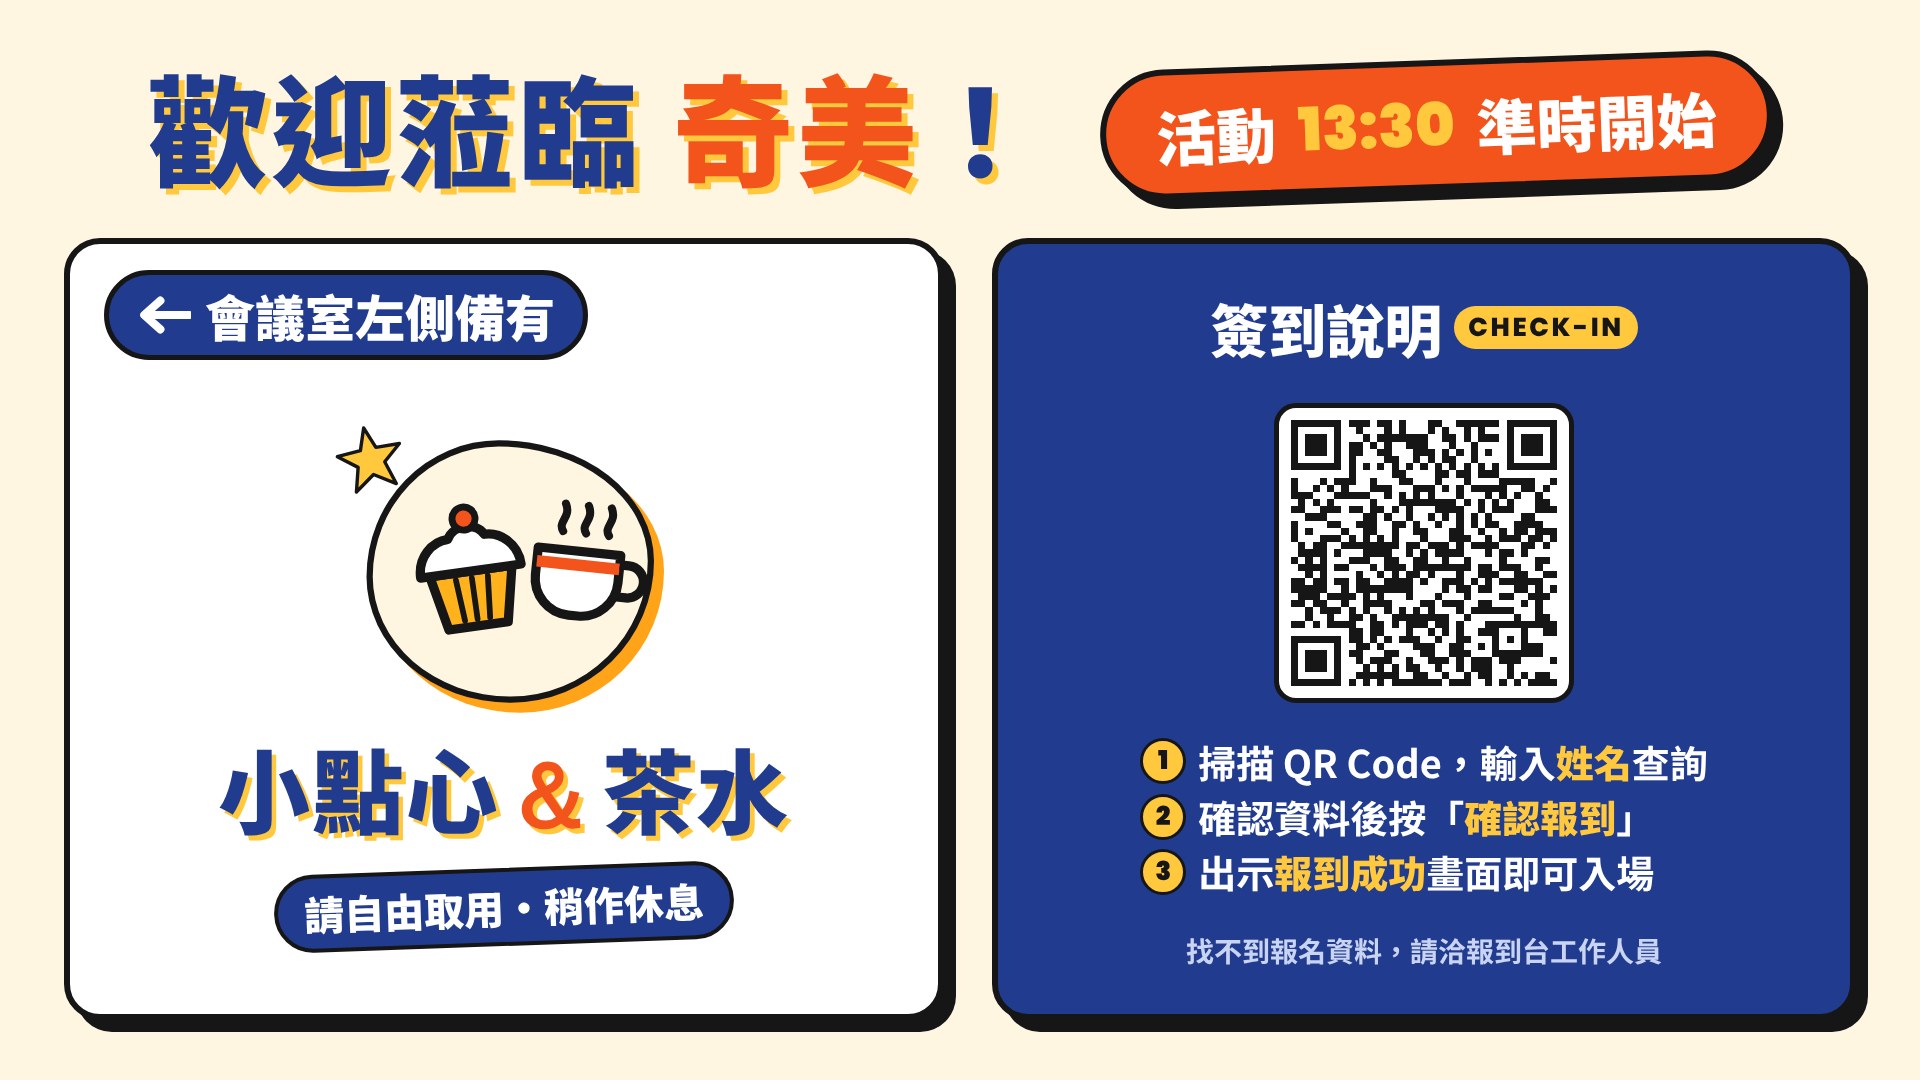 歡迎蒞臨 奇美！
活動 13:30 準時開始
← 會議室左側備有
小點心 & 茶水
請自由取用・稍作休息
簽到說明 CHECK-IN
1 掃描 QR Code，輸入姓名查詢
2 確認資料後按「確認報到」
3 出示報到成功畫面即可入場
找不到報名資料，請洽報到台工作人員